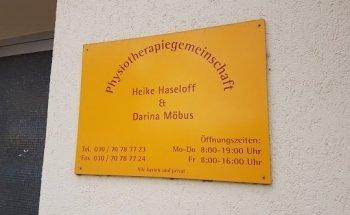 Physiotherapiegemeinschaft
Heike Haseloff
&
Darina Möbus
Öffnungszeiten:
Tel. 030 / 70 78 77 23
Mo-Do 8:00-19:00 Uhr
Fax. 030 / 70 78 77 24
Fr 8:00-16:00 Uhr
Alle Kassen und privat